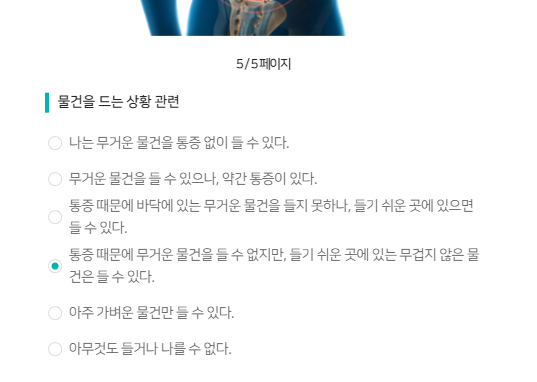 5/5페이지
물건을 드는 상황 관련
나는 무거운 물건을 통증 없이 들 수 있다.
무거운 물건을 들 수 있으나, 약간 통증이 있다.
통증 때문에 바닥에 있는 무거운 물건을 들지 못하나, 들기 쉬운 곳에 있으면
들 수 있다.
통증 때문에 무거운 물건을 들 수 없지만, 들기 쉬운 곳에 있는 무겁지 않은 물
건은 들 수 있다.
아주 가벼운 물건만 들 수 있다.
아무것도 들거나 나를 수 없다.